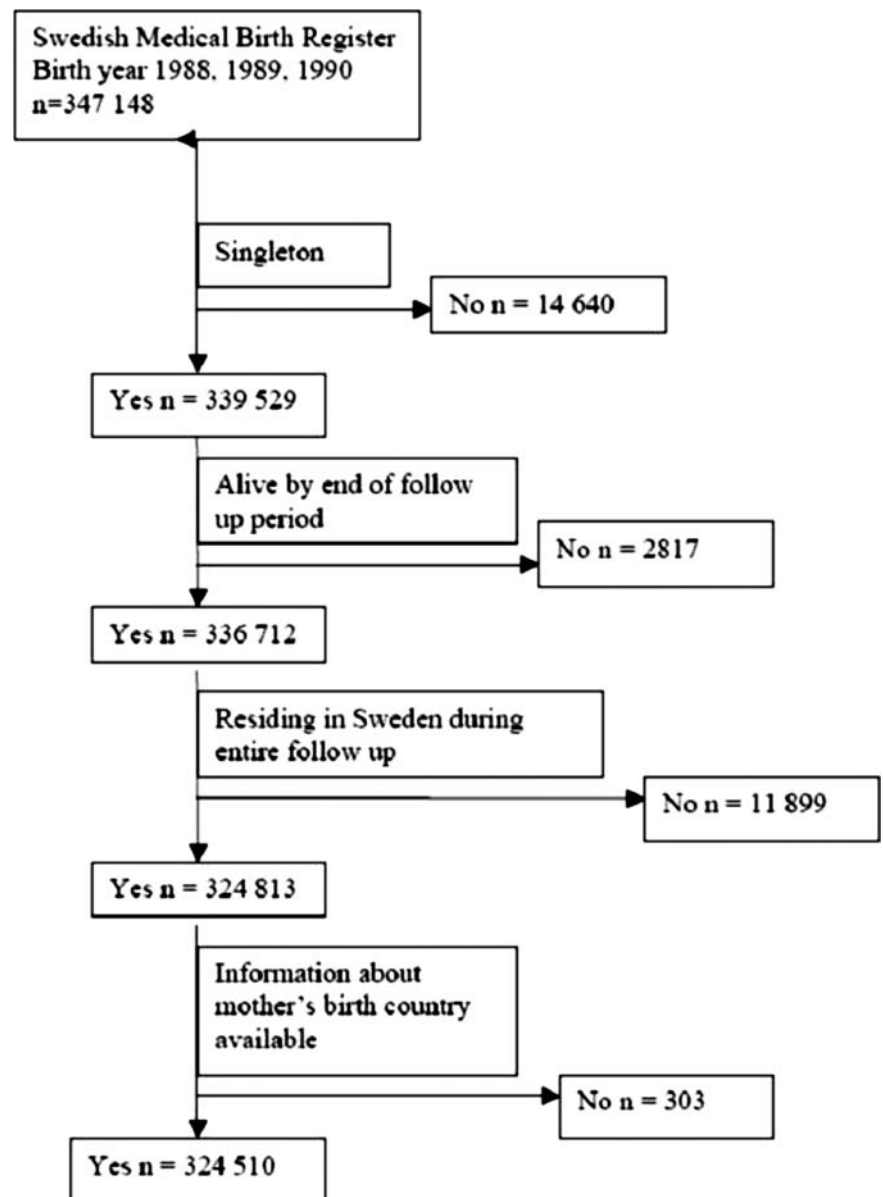 Swedish Medical Birth Register
Birth year 1988, 1989, 1990
n=347 148
Singleton
No n = 14 640
Yes n = 339 529
Alive by end of follow
up period
No n = 2817
Yes n = 336 712
Residing in Sweden during
entire follow up
No n = 11 899
Yes n = 324 813
Information about
mother's birth country
available
No n = 303
Yes n = 324 510